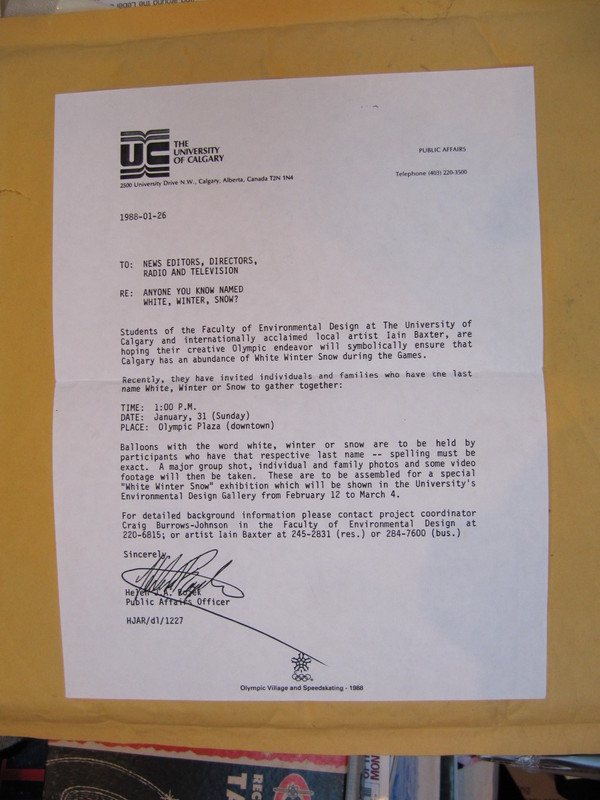 UC THE
UNIVERSITY
OF CALGARY
2500 University Drive N.W., Calgary, Alberta, Canada T2N 1N4
PUBLIC AFFAIRS
Telephone (403) 220-3500
1988-01-26
TO: NEWS EDITORS, DIRECTORS,
RADIO AND TELEVISION
RE: ANYONE YOU KNOW NAMED
WHITE, WINTER, SNOW?
Students of the Faculty of Environmental Design at The University of
Calgary and internationally acclaimed local artist Iain Baxter, are
hoping their creative Olympic endeavor will symbolically ensure that
Calgary has an abundance of White Winter Snow during the Games.
Recently, they have invited individuals and families who have the last
name White, Winter or Snow to gather together:
TIME: 1:00 P.M.
DATE: January, 31 (Sunday)
PLACE: Olympic Plaza (downtown)
Balloons with the word white, winter or snow are to be held by
participants who have that respective last name -- spelling must be
exact. A major group shot, individual and family photos and some video
footage will then be taken. These are to be assembled for a special
"White Winter Snow" exhibition which will be shown in the University's
Environmental Design Gallery from February 12 to March 4.
For detailed background information please contact project coordinator
Craig Burrows-Johnson in the Faculty of Environmental Design at
220-6815; or artist Iain Baxter at 245-2831 (res.) or 284-7600 (bus.)
Sincerely,
Helen J.A.
Public Affairs Officer
HJAR/dl/1227
Olympic Village and Speedskating - 1988
REC
TA
MON